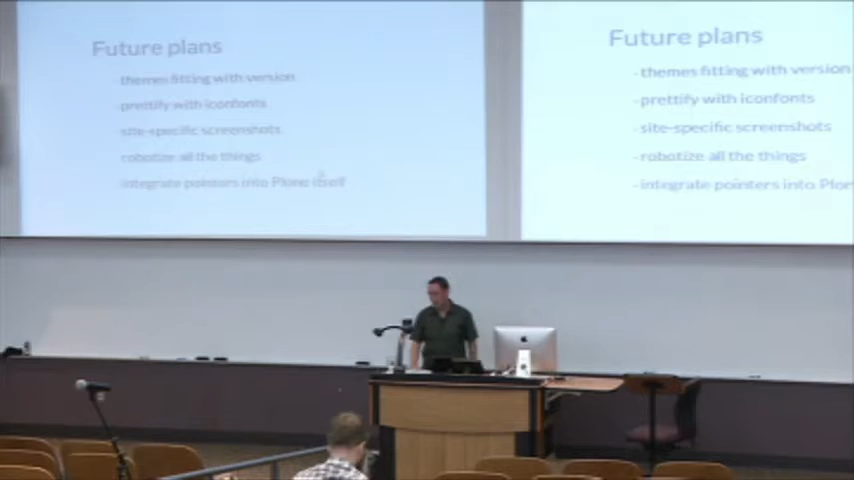 Future plans
- themes fitting with version
- prettify with iconfonts
- site-specific screenshots
- robotize all the things
- integrate pointers into Plone itself
Future plans
- themes fitting with version
- prettify with iconfonts
- site-specific screenshots
- robotize all the things
- integrate pointers into Plon